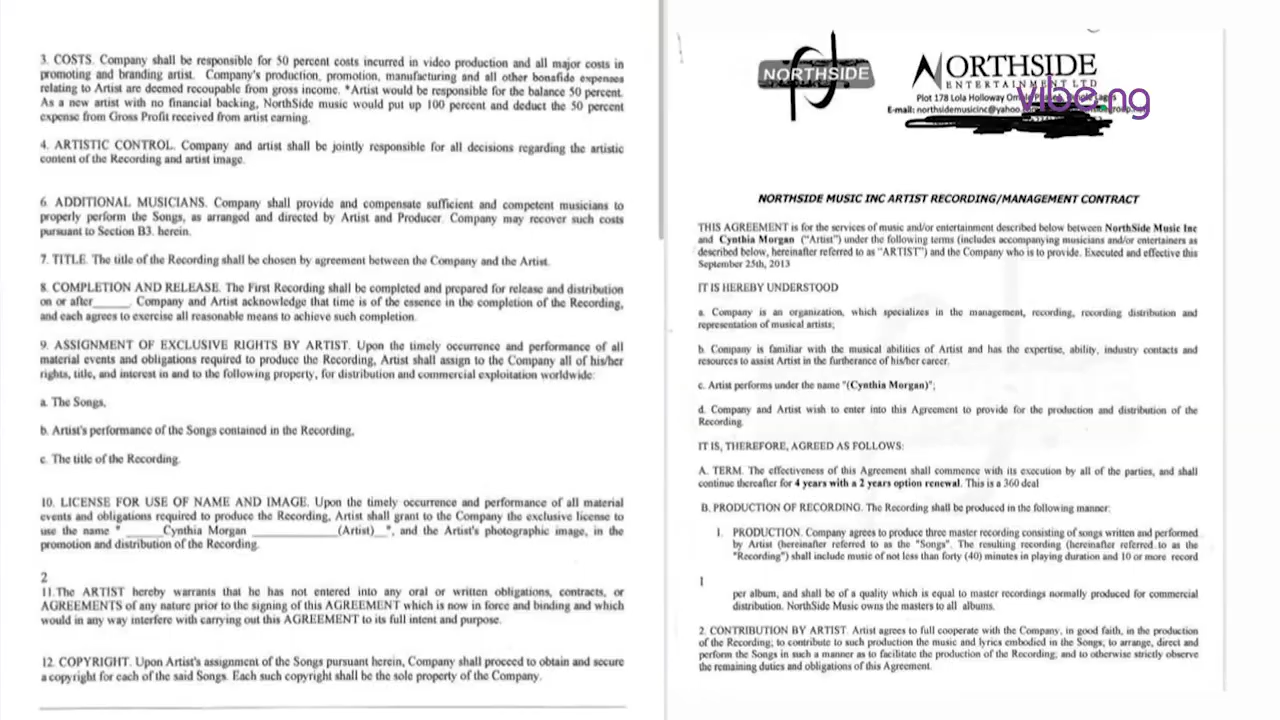 3. COSTS. Company shall be responsible for 50 percent costs incurred in video production and all major costs in
promoting and branding artist. Company's production, promotion, manufacturing and all other bonafide expenses
relating to Artist are deemed recoupable from gross income. *Artist would be responsible for the balance 50 percent.
As a new artist with no financial backing, NorthSide music would put up 100 percent and deduct the 50 percent
expense from Gross Profit received from artist earning.
4. ARTISTIC CONTROL. Company and artist shall be jointly responsible for all decisions regarding the artistic
content of the Recording and artist image.
6. ADDITIONAL MUSICIANS. Company shall provide and compensate sufficient and competent musicians to
properly perform the Songs, as arranged and directed by Artist and Producer. Company may recover such costs
pursuant to Section B3. herein.
7. TITLE. The title of the Recording shall be chosen by agreement between the Company and the Artist.
8. COMPLETION AND RELEASE. The First Recording shall be completed and prepared for release and distribution
on or after______. Company and Artist acknowledge that time is of the essence in the completion of the Recording,
and each agrees to exercise all reasonable means to achieve such completion.
9. ASSIGNMENT OF EXCLUSIVE RIGHTS BY ARTIST. Upon the timely occurrence and performance of all
material events and obligations required to produce the Recording, Artist shall assign to the Company all of his/her
rights, title, and interest in and to the following property, for distribution and commercial exploitation worldwide:
a. The Songs,
b. Artist's performance of the Songs contained in the Recording,
c. The title of the Recording.
10. LICENSE FOR USE OF NAME AND IMAGE. Upon the timely occurrence and performance of all material
events and obligations required to produce the Recording, Artist shall grant to the Company the exclusive license to
use the name "______Cynthia Morgan ____________(Artist)__", and the Artist's photographic image, in the
promotion and distribution of the Recording.
2
11.The ARTIST hereby warrants that he has not entered into any oral or written obligations, contracts, or
AGREEMENTS of any nature prior to the signing of this AGREEMENT which is now in force and binding and which
would in any way interfere with carrying out this AGREEMENT to its full intent and purpose.
12. COPYRIGHT. Upon Artist's assignment of the Songs pursuant herein, Company shall proceed to obtain and secure
a copyright for each of the said Songs. Each such copyright shall be the sole property of the Company.
NORTHSIDE
NORTHSIDE
ENTERTAINMENT LTD
Plot 178 Lola Holloway Lagos
E-mail: northsidemusicinc@yahoo.
vibe.ng
NORTHSIDE MUSIC INC ARTIST RECORDING/MANAGEMENT CONTRACT
THIS AGREEMENT is for the services of music and/or entertainment described below between NorthSide Music Inc
and Cynthia Morgan ("Artist") under the following terms (includes accompanying musicians and/or entertainers as
described below, hereinafter referred to as "ARTIST") and the Company who is to provide. Executed and effective this
September 25th, 2013
IT IS HEREBY UNDERSTOOD
a. Company is an organization, which specializes in the management, recording, recording distribution and
representation of musical artists;
b. Company is familiar with the musical abilities of Artist and has the expertise, ability, industry contacts and
resources to assist Artist in the furtherance of his/her career.
c. Artist performs under the name "(Cynthia Morgan)";
d. Company and Artist wish to enter into this Agreement to provide for the production and distribution of the
Recording.
IT IS, THEREFORE, AGREED AS FOLLOWS:
A. TERM. The effectiveness of this Agreement shall commence with its execution by all of the parties, and shall
continue thereafter for 4 years with a 2 years option renewal. This is a 360 deal
B. PRODUCTION OF RECORDING. The Recording shall be produced in the following manner:
1. PRODUCTION. Company agrees to produce three master recording consisting of songs written and performed
by Artist (hereinafter referred to as the "Songs". The resulting recording (hereinafter referred to as the
"Recording") shall include music of not less than forty (40) minutes in playing duration and 10 or more record
1
per album, and shall be of a quality which is equal to master recordings normally produced for commercial
distribution. NorthSide Music owns the masters to all albums.
2. CONTRIBUTION BY ARTIST. Artist agrees to full cooperate with the Company, in good faith, in the production
of the Recording; to contribute to such production the music and lyrics embodied in the Songs; to arrange, direct and
perform the Songs in such a manner as to facilitate the production of the Recording; and to otherwise strictly observe
the remaining duties and obligations of this Agreement.